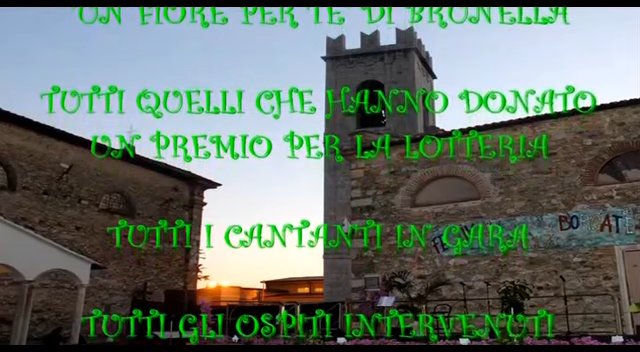 UN FIORE PER TE DI BRUNELLA
TUTTI QUELLI CHE HANNO DONATO
UN PREMIO PER LA LOTTERIA
TUTTI I CANTANTI IN GARA
TUTTI GLI OSPITI INTERVENUTI